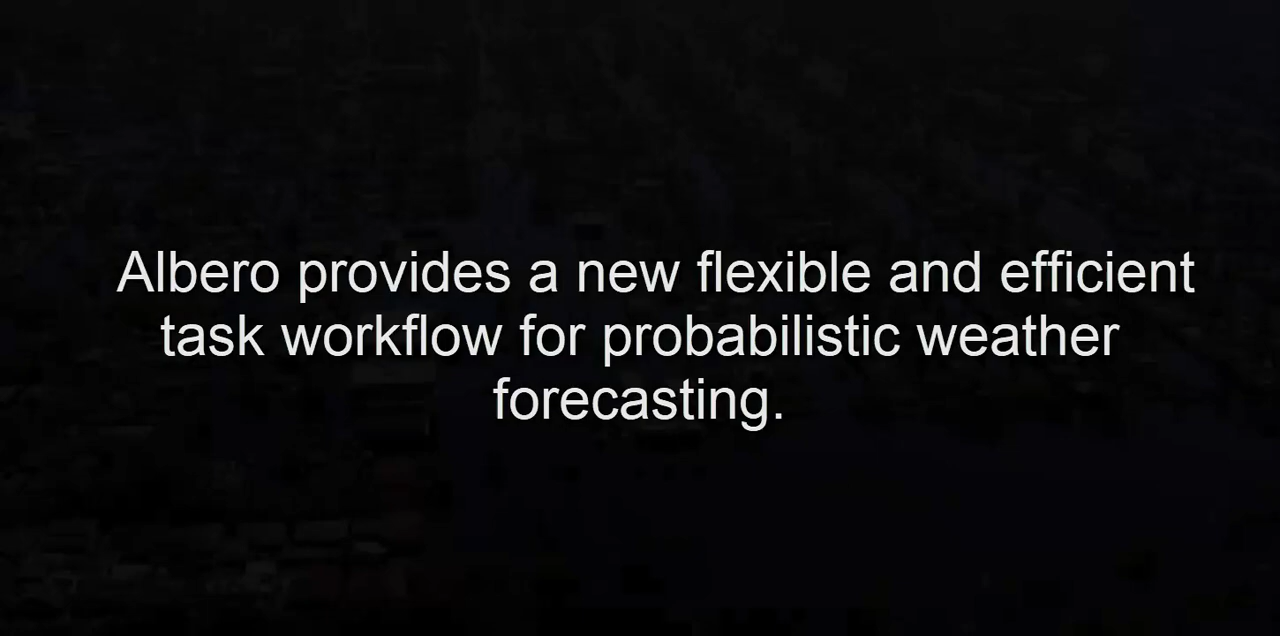 Albero provides a new flexible and efficient
task workflow for probabilistic weather
forecasting.